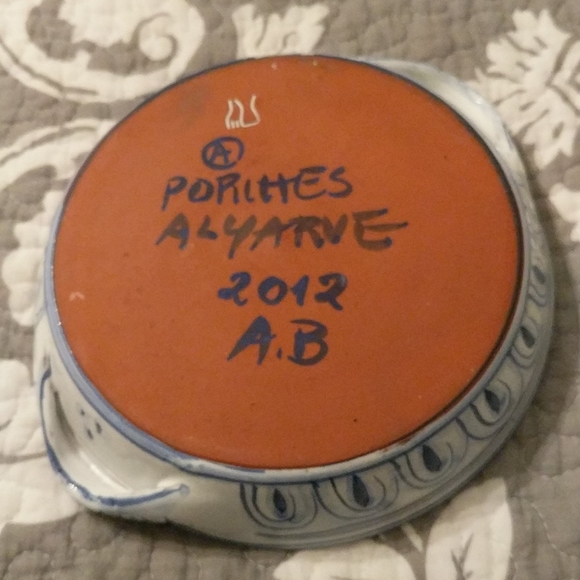 A
PORCHES
ALGARVE
2012
A.B